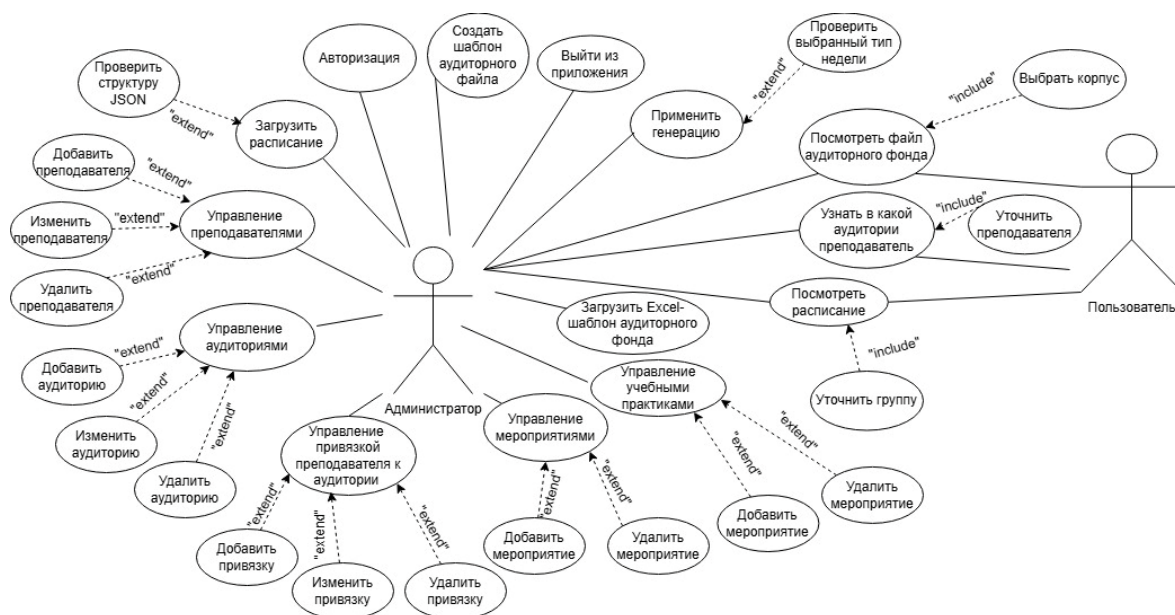 Проверить
структуру
JSON
"extend"
Загрузить
расписание
Авторизация
Создать
шаблон
аудиторного
файла
Выйти из
приложения
Применить
генерацию
"extend"
Проверить
выбранный тип
недели
"include"
Выбрать корпус
Посмотреть файл
аудиторного фонда
Добавить
преподавателя
"extend"
Изменить
преподавателя
"extend"
Управление
преподавателями
Удалить
преподавателя
"extend"
Узнать в какой
аудитории
преподаватель
"include"
Уточнить
преподавателя
Пользователь
Загрузить Excel-
шаблон аудиторного
фонда
Посмотреть
расписание
"include"
Уточнить группу
Управление
аудиториями
"extend"
Добавить
аудиторию
"extend"
Изменить
аудиторию
"extend"
Удалить
аудиторию
Администратор
Управление
привязкой
преподавателя к
аудитории
"extend"
Добавить
привязку
"extend"
Изменить
привязку
"extend"
Удалить
привязку
Управление
мероприятиями
"extend"
Добавить
мероприятие
"extend"
Удалить
мероприятие
Управление
учебными
практиками
"extend"
Добавить
мероприятие
"extend"
Удалить
мероприятие